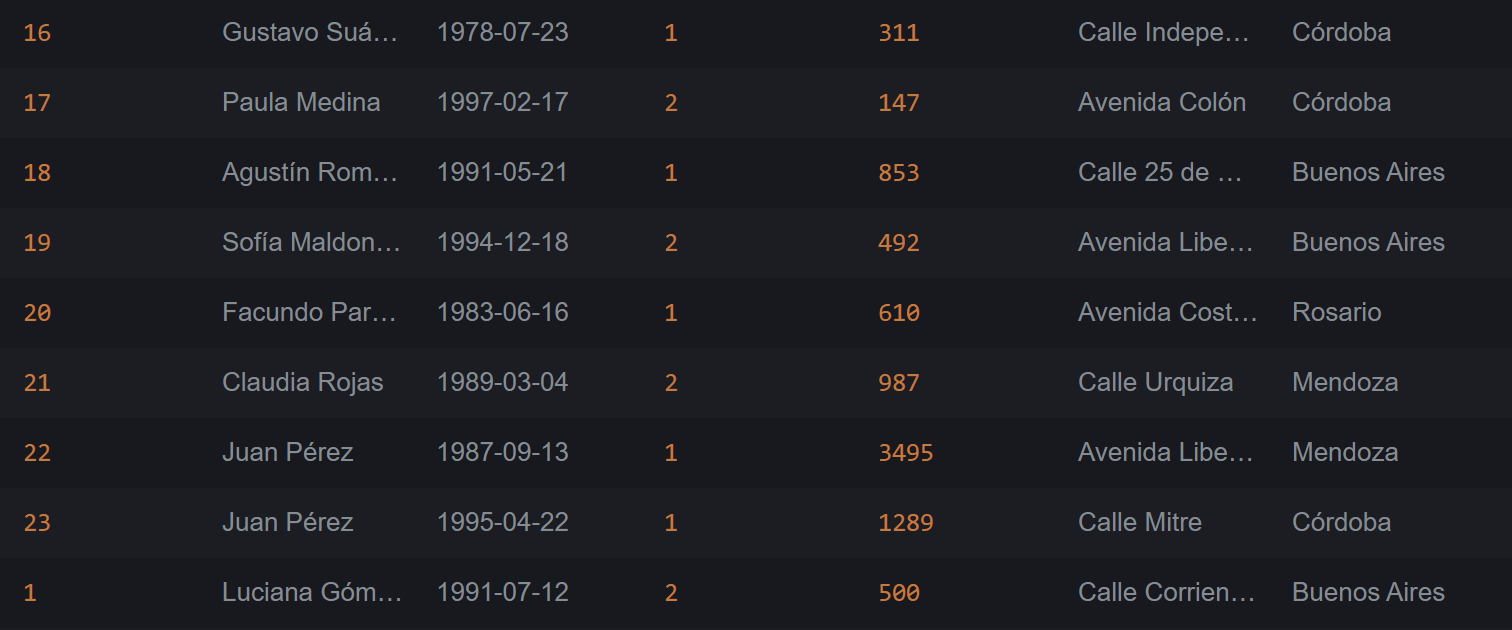 16 Gustavo Suá… 1978-07-23 1 311 Calle Indepe… Córdoba
17 Paula Medina 1997-02-17 2 147 Avenida Colón Córdoba
18 Agustín Rom… 1991-05-21 1 853 Calle 25 de … Buenos Aires
19 Sofía Maldon… 1994-12-18 2 492 Avenida Libe… Buenos Aires
20 Facundo Par… 1983-06-16 1 610 Avenida Cost… Rosario
21 Claudia Rojas 1989-03-04 2 987 Calle Urquiza Mendoza
22 Juan Pérez 1987-09-13 1 3495 Avenida Libe… Mendoza
23 Juan Pérez 1995-04-22 1 1289 Calle Mitre Córdoba
1 Luciana Góm… 1991-07-12 2 500 Calle Corrien… Buenos Aires